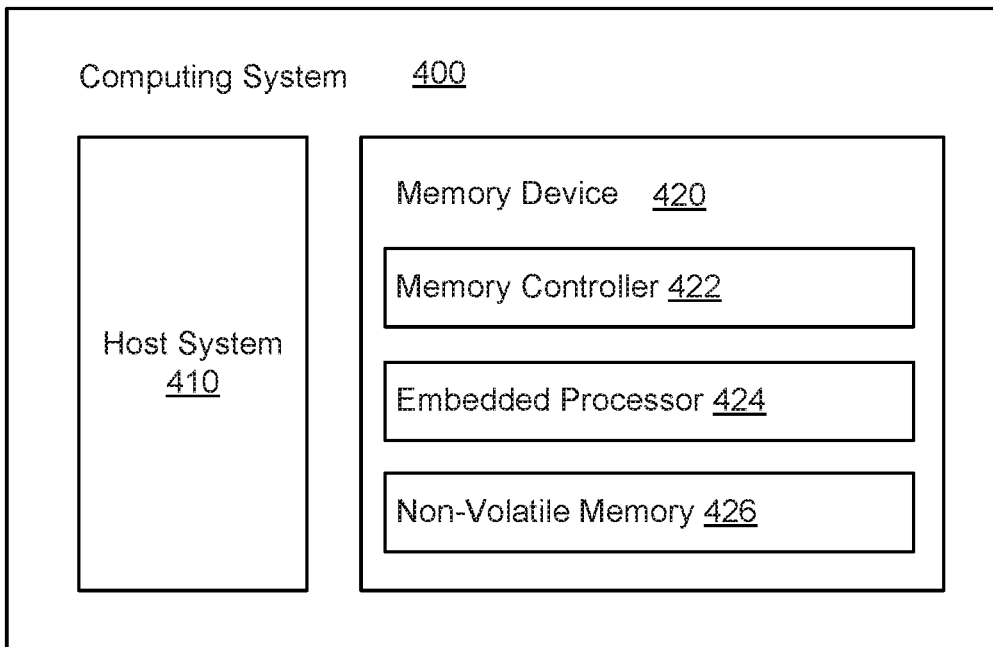 Computing System 400
Memory Device 420
Memory Controller 422
Host System
410
Embedded Processor 424
Non-Volatile Memory 426